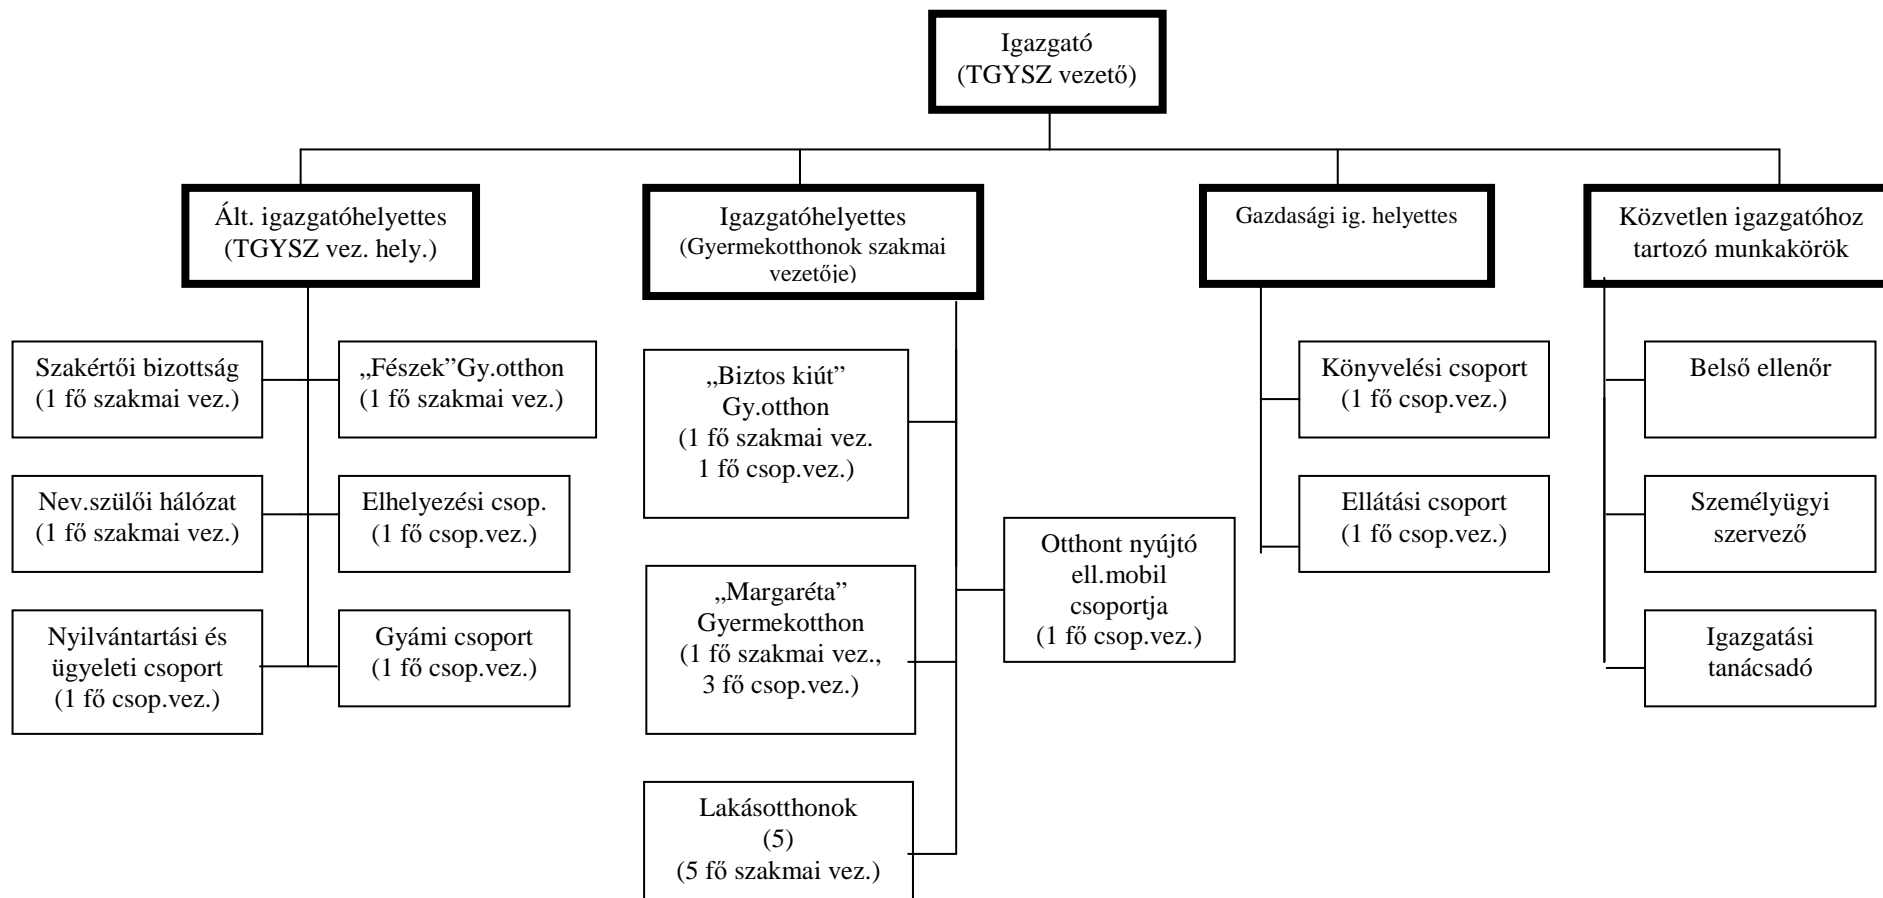 Igazgató
(TGYSZ vezető)
Ált. igazgatóhelyettes
(TGYSZ vez. hely.)
Igazgatóhelyettes
(Gyermekotthonok szakmai
vezetője)
Gazdasági ig. helyettes
Közvetlen igazgatóhoz
tartozó munkakörök
Szakértői bizottság
(1 fő szakmai vez.)
„Fészek”Gy.otthon
(1 fő szakmai vez.)
Nev.szülői hálózat
(1 fő szakmai vez.)
Elhelyezési csop.
(1 fő csop.vez.)
Nyilvántartási és
ügyeleti csoport
(1 fő csop.vez.)
Gyámi csoport
(1 fő csop.vez.)
„Biztos kiút”
Gy.otthon
(1 fő szakmai vez.
1 fő csop.vez.)
„Margaréta”
Gyermekotthon
(1 fő szakmai vez.,
3 fő csop.vez.)
Lakásotthonok
(5)
(5 fő szakmai vez.)
Otthont nyújtó
ell.mobil
csoportja
(1 fő csop.vez.)
Könyvelési csoport
(1 fő csop.vez.)
Ellátási csoport
(1 fő csop.vez.)
Belső ellenőr
Személyügyi
szervező
Igazgatási
tanácsadó